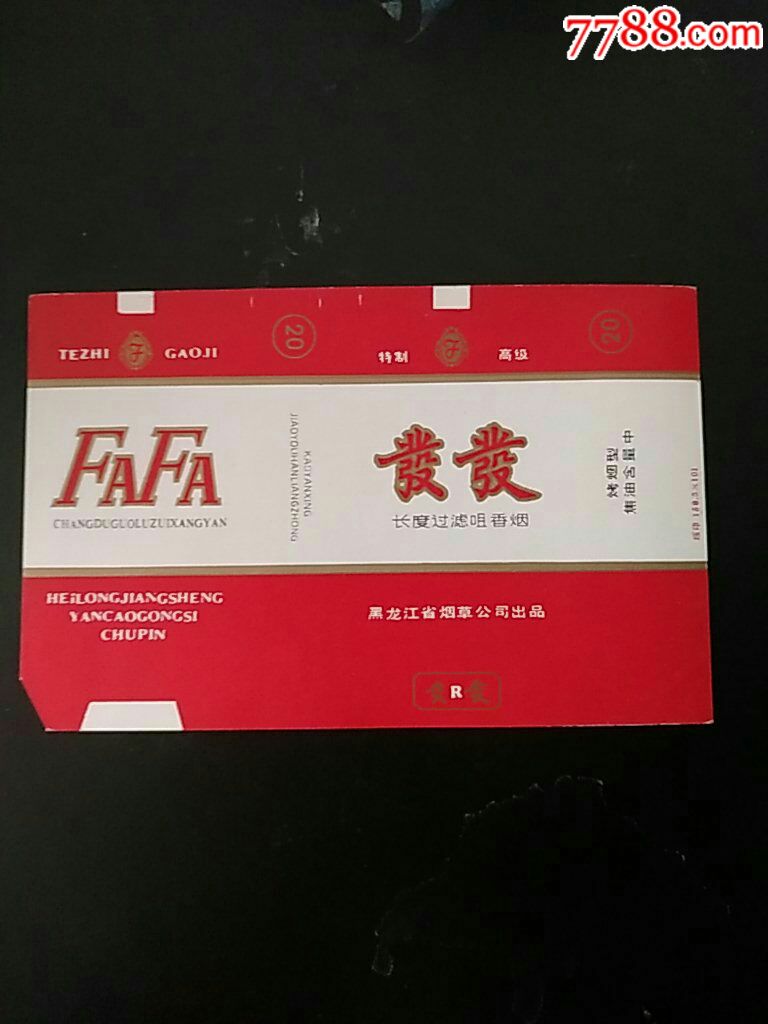 7788.com
TEZHI GAOJI
20
特制 高级
20
FAFA
CHANGDUGUOLUZUIXANGYAN
KAOYANXING
JIAOYOUHANLIANGZHONG
發發
长度过滤咀香烟
烤烟型
焦油含量中
HEiLONGJIANGSHENG
YANCAOGONGSI
CHUPIN
黑龙江省烟草公司出品
發R發